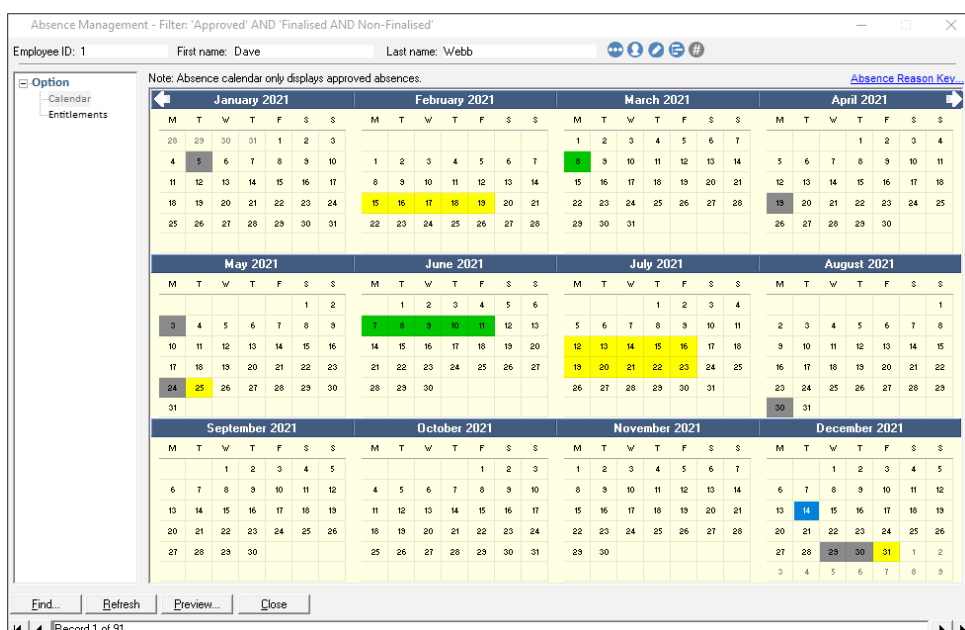 Absence Management - Filter: 'Approved' AND 'Finalised AND Non-Finalised'
Employee ID: 1 First name: Dave Last name: Webb
Option
Calendar
Entitlements
Note: Absence calendar only displays approved absences. Absence Reason Key...
January 2021 February 2021 March 2021 April 2021
M T W T F S S M T W T F S S M T W T F S S M T W T F S S
28 29 30 31 1 2 3 1 2 3 4 5 6 7 1 2 3 4
4 5 6 7 8 9 10 1 2 3 4 5 6 7 8 9 10 11 12 13 14 5 6 7 8 9 10 11
11 12 13 14 15 16 17 8 9 10 11 12 13 14 15 16 17 18 19 20 21 12 13 14 15 16 17 18
18 19 20 21 22 23 24 15 16 17 18 19 20 21 22 23 24 25 26 27 28 19 20 21 22 23 24 25
25 26 27 28 29 30 31 22 23 24 25 26 27 28 29 30 31 26 27 28 29 30
May 2021 June 2021 July 2021 August 2021
M T W T F S S M T W T F S S M T W T F S S M T W T F S S
1 2 1 2 3 4 5 6 1 2 3 4 1
3 4 5 6 7 8 9 7 8 9 10 11 12 13 5 6 7 8 9 10 11 2 3 4 5 6 7 8
10 11 12 13 14 15 16 14 15 16 17 18 19 20 12 13 14 15 16 17 18 9 10 11 12 13 14 15
17 18 19 20 21 22 23 21 22 23 24 25 26 27 19 20 21 22 23 24 25 16 17 18 19 20 21 22
24 25 26 27 28 29 30 28 29 30 26 27 28 29 30 31 23 24 25 26 27 28 29
31 30 31
September 2021 October 2021 November 2021 December 2021
M T W T F S S M T W T F S S M T W T F S S M T W T F S S
1 2 3 4 5 1 2 3 1 2 3 4 5 6 7 1 2 3 4 5
6 7 8 9 10 11 12 4 5 6 7 8 9 10 8 9 10 11 12 13 14 6 7 8 9 10 11 12
13 14 15 16 17 18 19 11 12 13 14 15 16 17 15 16 17 18 19 20 21 13 14 15 16 17 18 19
20 21 22 23 24 25 26 18 19 20 21 22 23 24 22 23 24 25 26 27 28 20 21 22 23 24 25 26
27 28 29 30 25 26 27 28 29 30 31 29 30 27 28 29 30 31 1 2
3 4 5 6 7 8 9
Find... Refresh Preview... Close
Record 1 of 91